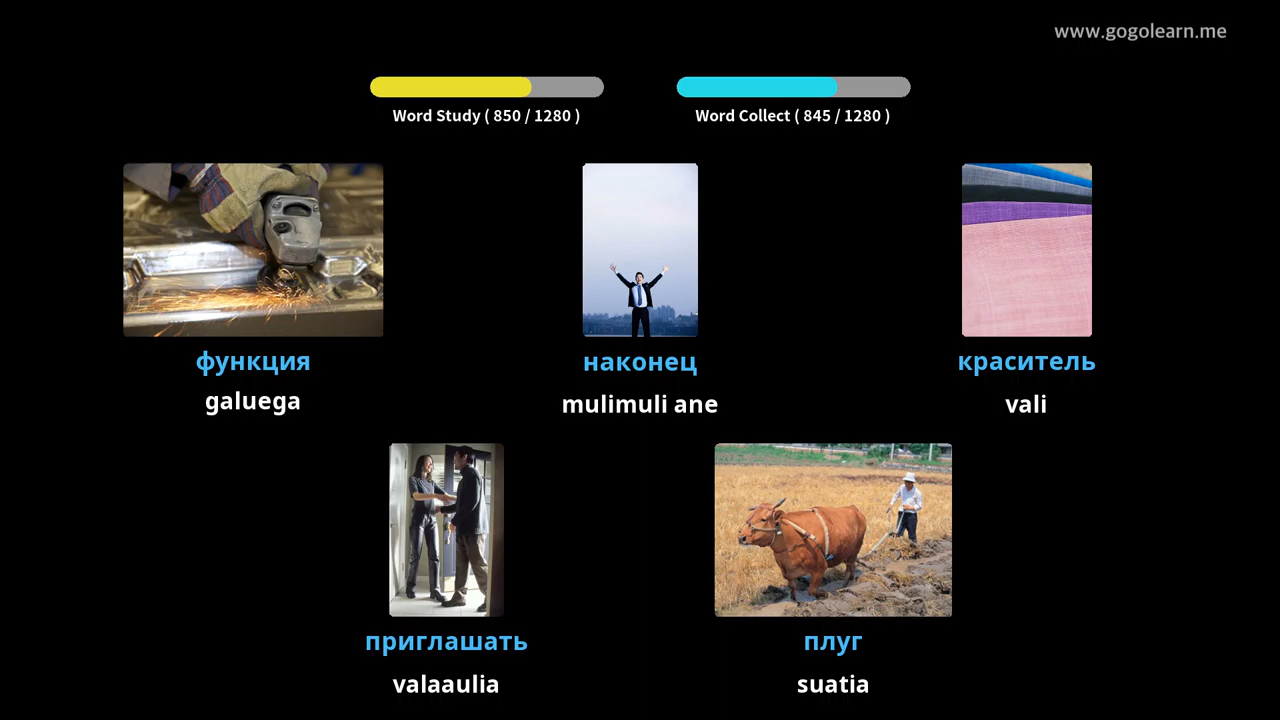 www.gogolearn.me
Word Study ( 850 / 1280 )
Word Collect ( 845 / 1280 )
функция
galuega
наконец
mulimuli ane
краситель
vali
приглашать
valaaulia
плуг
suatia